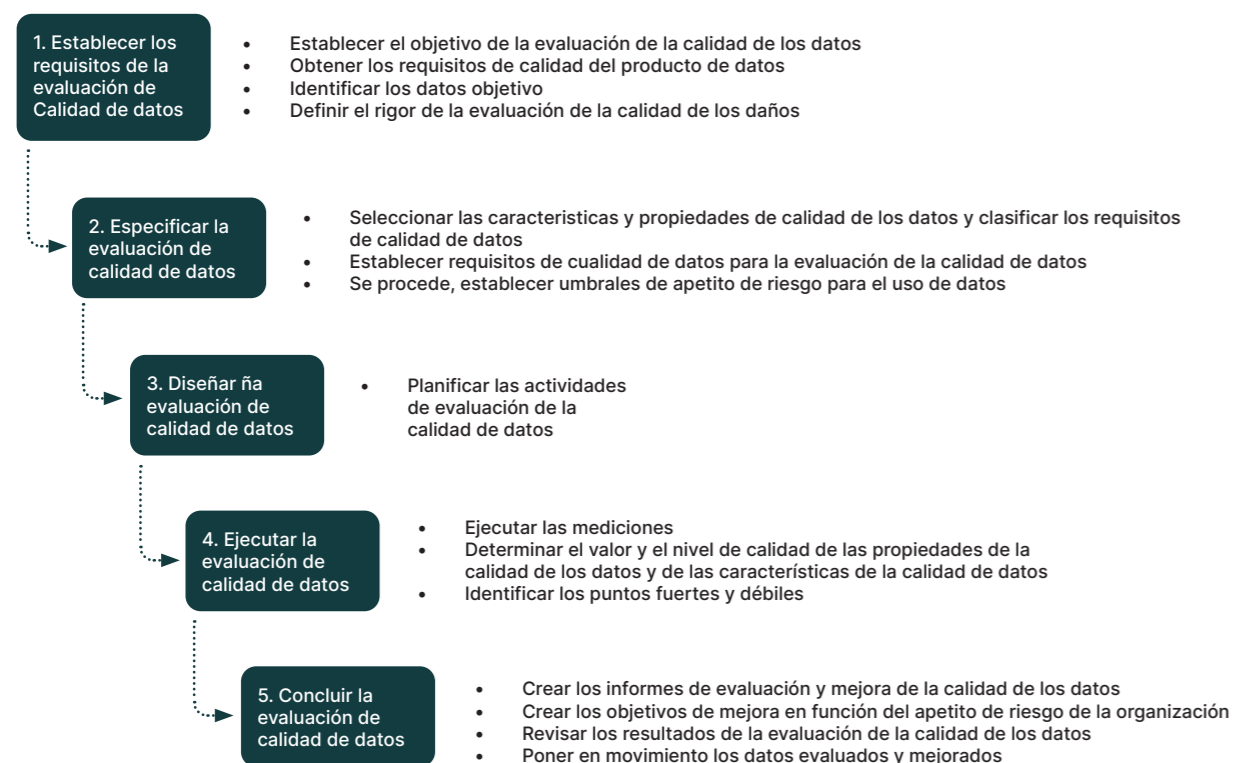 1. Establecer los
requisitos de la
evaluación de
Calidad de datos
• Establecer el objetivo de la evaluación de la calidad de los datos
• Obtener los requisitos de calidad del producto de datos
• Identificar los datos objetivo
• Definir el rigor de la evaluación de la calidad de los daños
2. Especificar la
evaluación de
calidad de datos
• Seleccionar las caracteristicas y propiedades de calidad de los datos y clasificar los requisitos
de calidad de datos
• Establecer requisitos de cualidad de datos para la evaluación de la calidad de datos
• Se procede, establecer umbrales de apetito de riesgo para el uso de datos
3. Diseñar ña
evaluación de
calidad de datos
• Planificar las actividades
de evaluación de la
calidad de datos
4. Ejecutar la
evaluación de
calidad de datos
• Ejecutar las mediciones
• Determinar el valor y el nivel de calidad de las propiedades de la
calidad de los datos y de las características de la calidad de datos
• Identificar los puntos fuertes y débiles
5. Concluir la
evaluación de
calidad de datos
• Crear los informes de evaluación y mejora de la calidad de los datos
• Crear los objetivos de mejora en función del apetito de riesgo de la organización
• Revisar los resultados de la evaluación de la calidad de los datos
• Poner en movimiento los datos evaluados y mejorados